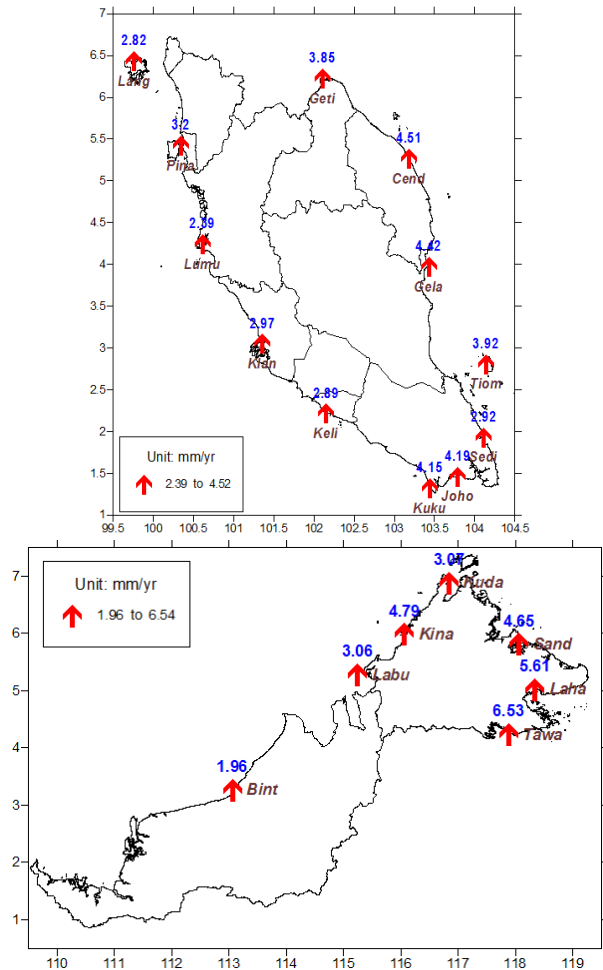 7
6.5
6
5.5
5
4.5
4
3.5
3
2.5
2
1.5
1
2.82
Lang
3.85
Geti
3.2
Pina
4.51
Cend
2.39
Lumu
4.42
Gela
2.97
Klan
3.92
Tiom
2.89
Keli
2.92
Sedi
4.19
Joho
4.15
Kuku
Unit: mm/yr
2.39 to 4.52
99.5 100 100.5 101 101.5 102 102.5 103 103.5 104 104.5
7
6
5
4
3
2
1
Unit: mm/yr
1.96 to 6.54
3.07
Kuda
4.79
Kina
4.65
Sand
3.06
Labu
5.61
Laha
6.53
Tawa
1.96
Bint
110 111 112 113 114 115 116 117 118 119